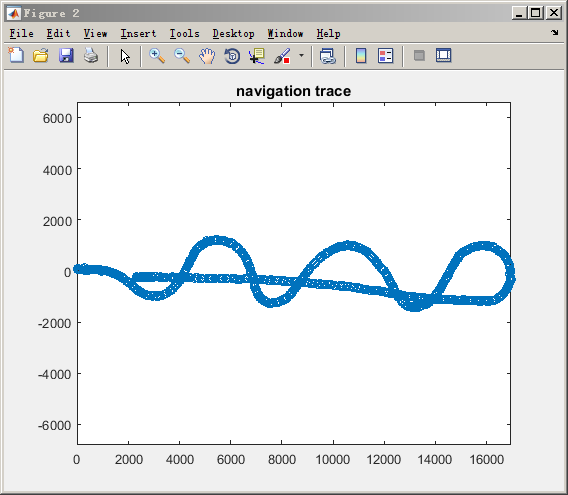 Figure 2
File Edit View Insert Tools Desktop Window Help
navigation trace
6000
4000
2000
0
-2000
-4000
-6000
0 2000 4000 6000 8000 10000 12000 14000 16000